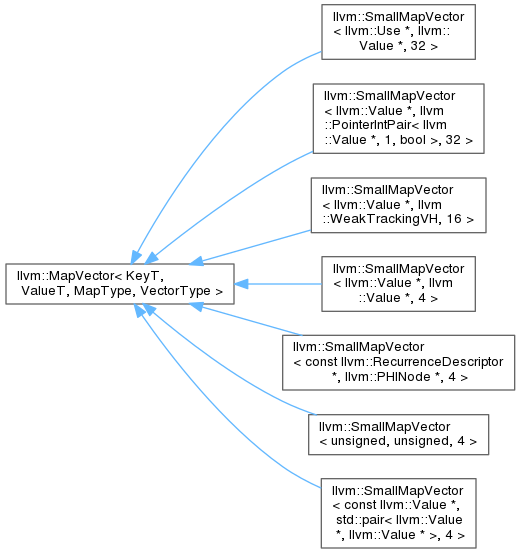 llvm::SmallMapVector
< llvm::Use *, llvm::
Value *, 32 >
llvm::SmallMapVector
< llvm::Value *, llvm
::PointerIntPair< llvm
::Value *, 1, bool >, 32 >
llvm::SmallMapVector
< llvm::Value *, llvm
::WeakTrackingVH, 16 >
llvm::MapVector< KeyT,
ValueT, MapType, VectorType >
llvm::SmallMapVector
< llvm::Value *, llvm
::Value *, 4 >
llvm::SmallMapVector
< const llvm::RecurrenceDescriptor
*, llvm::PHINode *, 4 >
llvm::SmallMapVector
< unsigned, unsigned, 4 >
llvm::SmallMapVector
< const llvm::Value *,
std::pair< llvm::Value
*, llvm::Value * >, 4 >